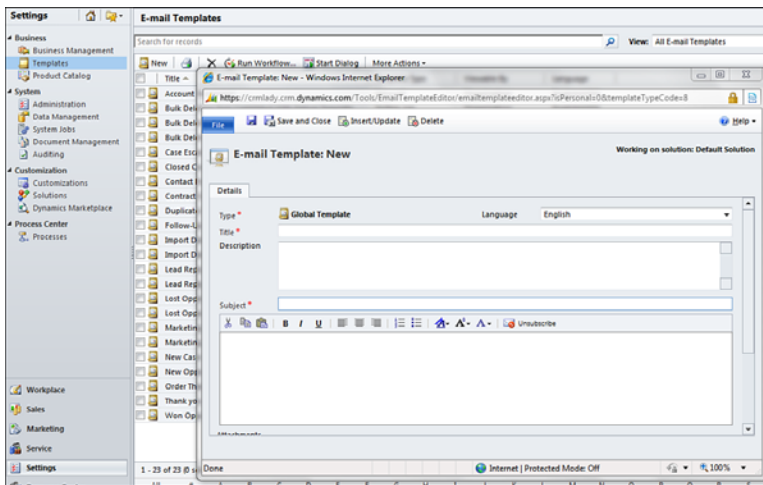 Settings
E-mail Templates
Business
Business Management
Templates
Product Catalog
System
Administration
Data Management
System Jobs
Document Management
Auditing
Customization
Customizations
Solutions
Dynamics Marketplace
Process Center
Processes
Workplace
Sales
Marketing
Service
Settings
Search for records
View: All E-mail Templates
New Run Workflow... Start Dialog More Actions
Title
Account
Bulk Del
Bulk Del
Bulk Del
Case Esc
Closed C
Contact
Contract
Duplicat
Follow-U
Import D
Import D
Lead Rep
Lead Rep
Lost Opp
Lost Opp
Marketin
Marketin
New Cas
New Opp
Order Th
Thank yo
Won Op
1 - 23 of 23 (0 s
E-mail Template: New - Windows Internet Explorer
https://crmlady.crm.dynamics.com/Tools/EmailTemplateEditor/emailtemplateeditor.aspx?isPersonal=0&templateTypeCode=8
File Save and Close Insert/Update Delete Help
E-mail Template: New
Working on solution: Default Solution
Details
Type * Global Template Language English
Title *
Description
Subject *
B I U A A A Unsubscribe
Attachments
Done Internet | Protected Mode: Off 100%